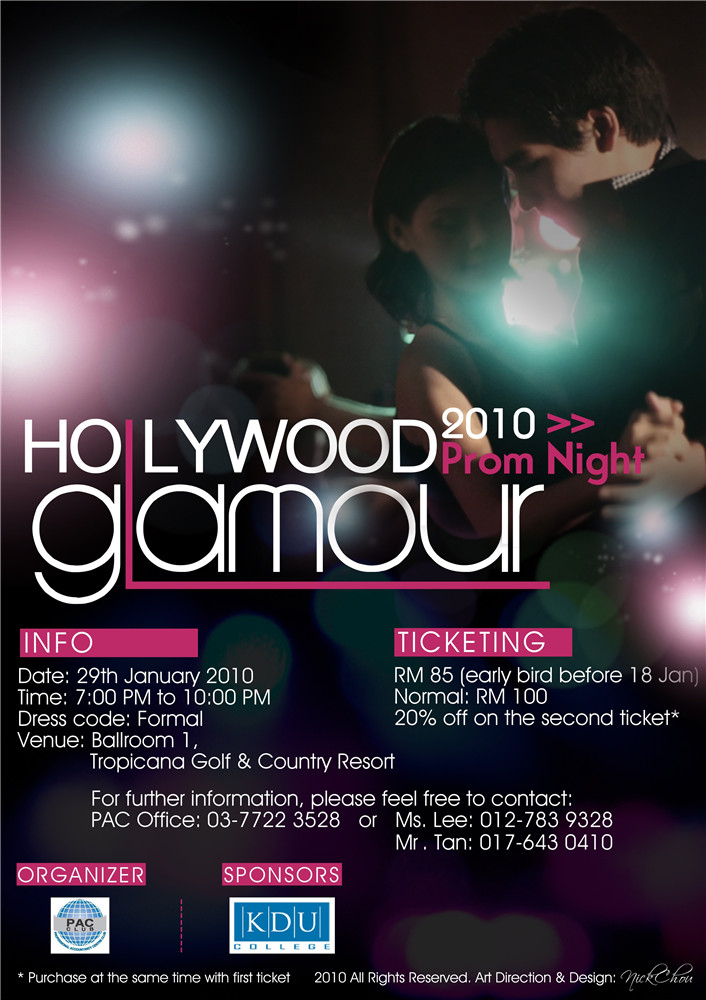 HOLLYWOOD
2010 >>
Prom Night
glamour
INFO
Date: 29th January 2010
Time: 7:00 PM to 10:00 PM
Dress code: Formal
Venue: Ballroom 1,
Tropicana Golf & Country Resort
TICKETING
RM 85 (early bird before 18 Jan)
Normal: RM 100
20% off on the second ticket*
For further information, please feel free to contact:
PAC Office: 03-7722 3528 or Ms. Lee: 012-783 9328
Mr. Tan: 017-643 0410
ORGANIZER
PAC
CLUB
SPONSORS
KDU
COLLEGE
* Purchase at the same time with first ticket
2010 All Rights Reserved. Art Direction & Design: NickChou